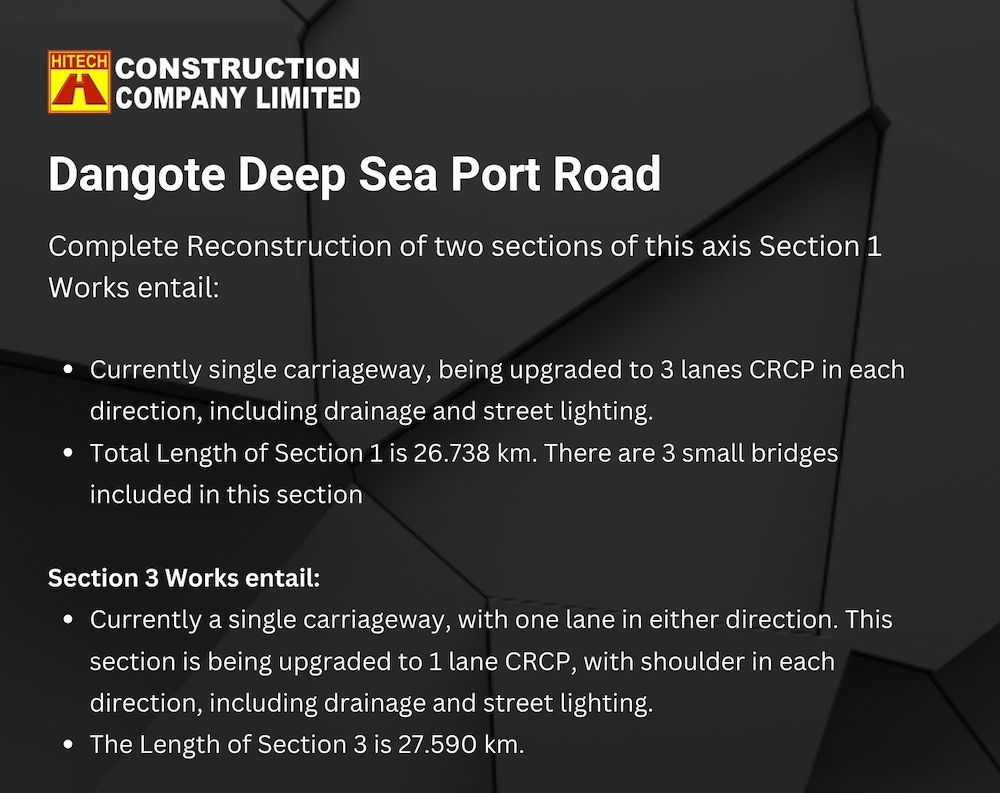 HITECH
CONSTRUCTION
COMPANY LIMITED
Dangote Deep Sea Port Road
Complete Reconstruction of two sections of this axis Section 1
Works entail:
• Currently single carriageway, being upgraded to 3 lanes CRCP in each
direction, including drainage and street lighting.
• Total Length of Section 1 is 26.738 km. There are 3 small bridges
included in this section
Section 3 Works entail:
• Currently a single carriageway, with one lane in either direction. This
section is being upgraded to 1 lane CRCP, with shoulder in each
direction, including drainage and street lighting.
• The Length of Section 3 is 27.590 km.